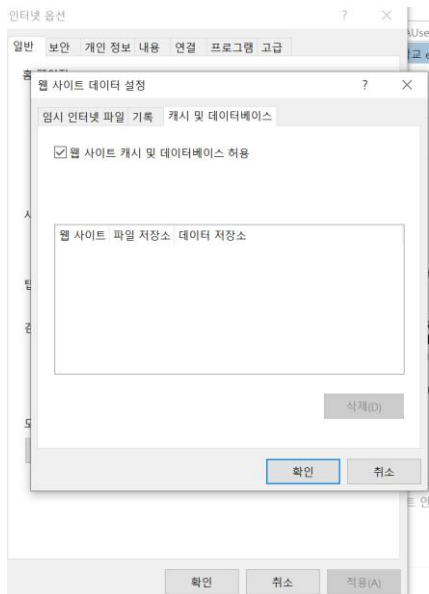 인터넷 옵션 ?
일반 보안 개인 정보 내용 연결 프로그램 고급
웹 사이트 데이터 설정 ?
임시 인터넷 파일 기록 캐시 및 데이터베이스
웹 사이트 캐시 및 데이터베이스 허용
웹 사이트 파일 저장소 데이터 저장소
삭제(D)
확인 취소
확인 취소 적용(A)